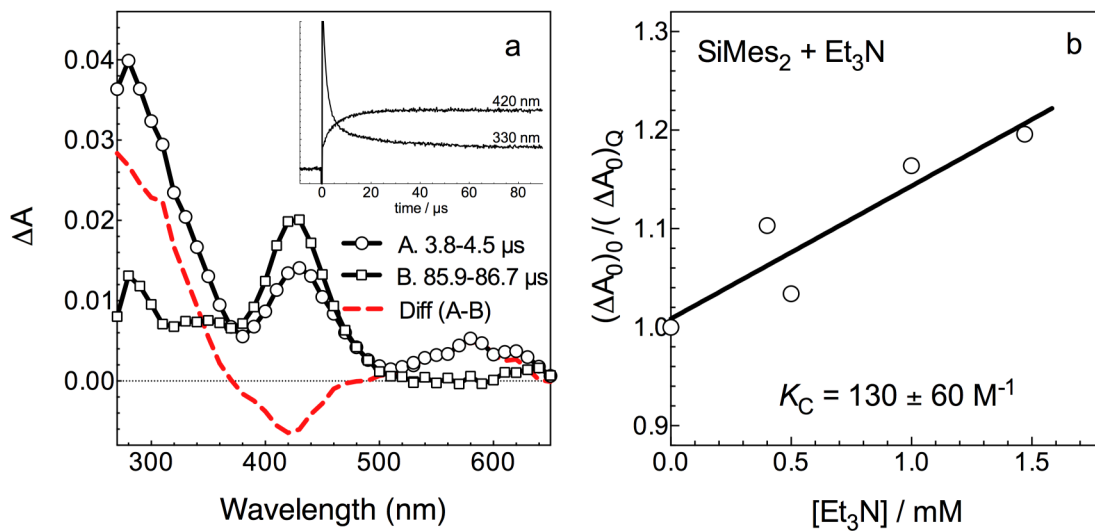 a
0.04
0.03
0.02
0.01
0.00
ΔA
420 nm
330 nm
0 20 40 60 80
time / µs
A. 3.8-4.5 µs
B. 85.9-86.7 µs
Diff (A-B)
300 400 500 600
Wavelength (nm)
b
SiMes₂ + Et₃N
1.3
1.2
1.1
1.0
0.9
(ΔA₀)₀ /( ΔA₀)Q
K_C = 130 ± 60 M⁻¹
0.0 0.5 1.0 1.5
[Et₃N] / mM